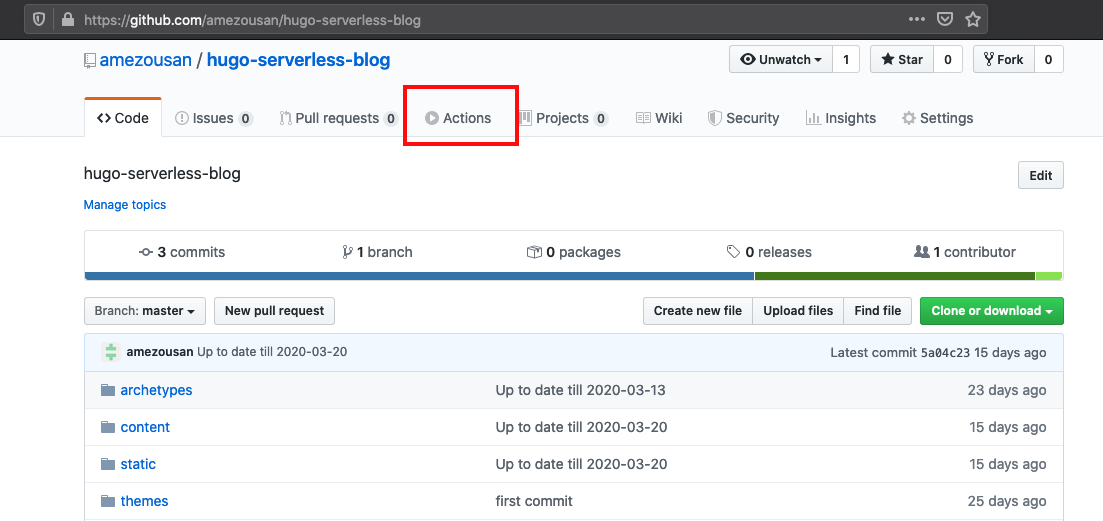 https://github.com/amezousan/hugo-serverless-blog
amezousan / hugo-serverless-blog Unwatch 1 Star 0 Fork 0
Code Issues 0 Pull requests 0 Actions Projects 0 Wiki Security Insights Settings
hugo-serverless-blog Edit
Manage topics
3 commits 1 branch 0 packages 0 releases 1 contributor
Branch: master New pull request Create new file Upload files Find file Clone or download
amezousan Up to date till 2020-03-20 Latest commit 5a04c23 15 days ago
archetypes Up to date till 2020-03-13 23 days ago
content Up to date till 2020-03-20 15 days ago
static Up to date till 2020-03-20 15 days ago
themes first commit 25 days ago